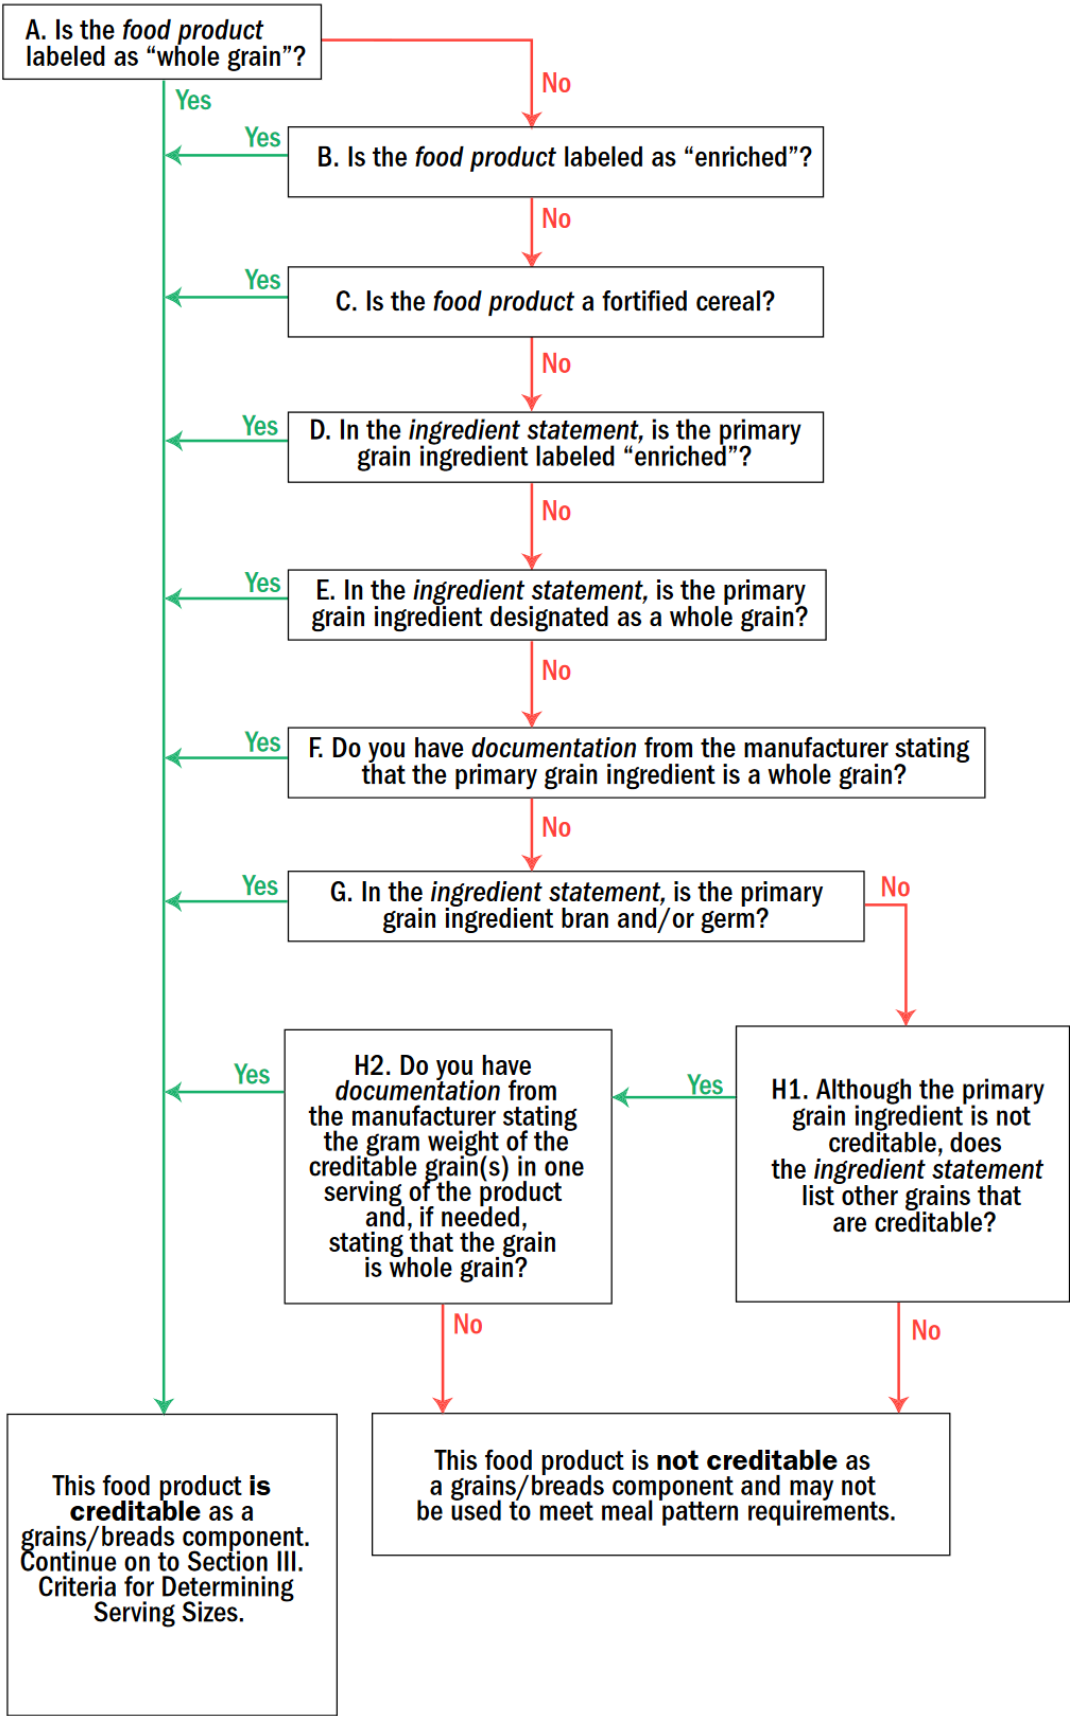 A. Is the food product
labeled as “whole grain”?
No
Yes
Yes
B. Is the food product labeled as “enriched”?
No
Yes
C. Is the food product a fortified cereal?
No
Yes
D. In the ingredient statement, is the primary
grain ingredient labeled “enriched”?
No
Yes
E. In the ingredient statement, is the primary
grain ingredient designated as a whole grain?
No
Yes
F. Do you have documentation from the manufacturer stating
that the primary grain ingredient is a whole grain?
No
Yes
G. In the ingredient statement, is the primary
grain ingredient bran and/or germ?
No
H1. Although the primary
grain ingredient is not
creditable, does
the ingredient statement
list other grains that
are creditable?
Yes
H2. Do you have
documentation from
the manufacturer stating
the gram weight of the
creditable grain(s) in one
serving of the product
and, if needed,
stating that the grain
is whole grain?
Yes
No
No
This food product is
creditable as a
grains/breads component.
Continue on to Section III.
Criteria for Determining
Serving Sizes.
This food product is not creditable as
a grains/breads component and may not
be used to meet meal pattern requirements.